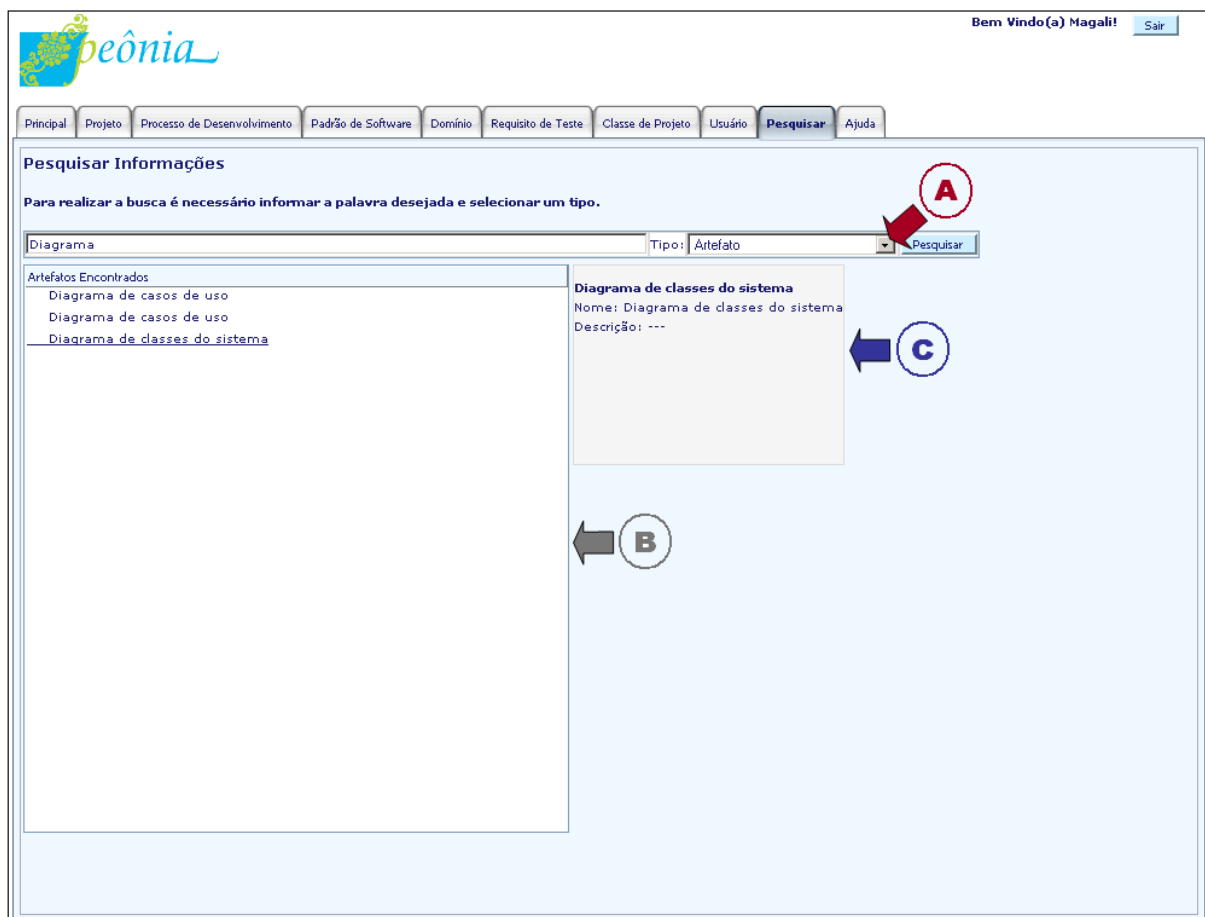 Bem Vindo(a) Magali! Sair
peônia
Principal Projeto Processo de Desenvolvimento Padrão de Software Domínio Requisito de Teste Classe de Projeto Usuário Pesquisar Ajuda
Pesquisar Informações
Para realizar a busca é necessário informar a palavra desejada e selecionar um tipo.
A
Diagrama Tipo: Artefato Pesquisar
Artefatos Encontrados
Diagrama de casos de uso
Diagrama de casos de uso
Diagrama de classes do sistema
Diagrama de classes do sistema
Nome: Diagrama de classes do sistema
Descrição: ---
C
B